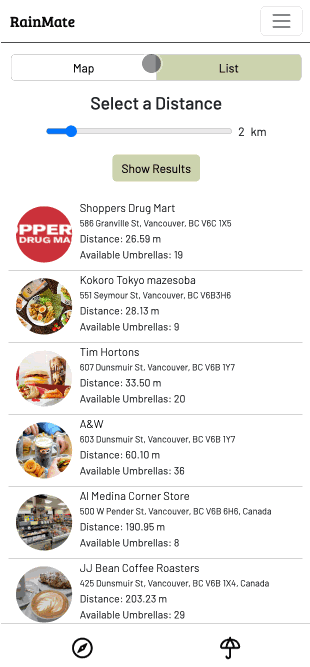 RainMate
Map
List
Select a Distance
2 km
Show Results
Shoppers Drug Mart
586 Granville St, Vancouver, BC V6C 1X5
Distance: 26.59 m
Available Umbrellas: 19
Kokoro Tokyo mazesoba
551 Seymour St, Vancouver, BC V6B3H6
Distance: 28.13 m
Available Umbrellas: 9
Tim Hortons
607 Dunsmuir St, Vancouver, BC V6B 1Y7
Distance: 33.50 m
Available Umbrellas: 20
A&W
603 Dunsmuir St, Vancouver, BC V6B 1Y7
Distance: 60.10 m
Available Umbrellas: 36
Al Medina Corner Store
500 W Pender St, Vancouver, BC V6B 6H6, Canada
Distance: 190.95 m
Available Umbrellas: 8
JJ Bean Coffee Roasters
425 Dunsmuir St, Vancouver, BC V6B 1X4, Canada
Distance: 203.23 m
Available Umbrellas: 29
PPER
DRUG MA